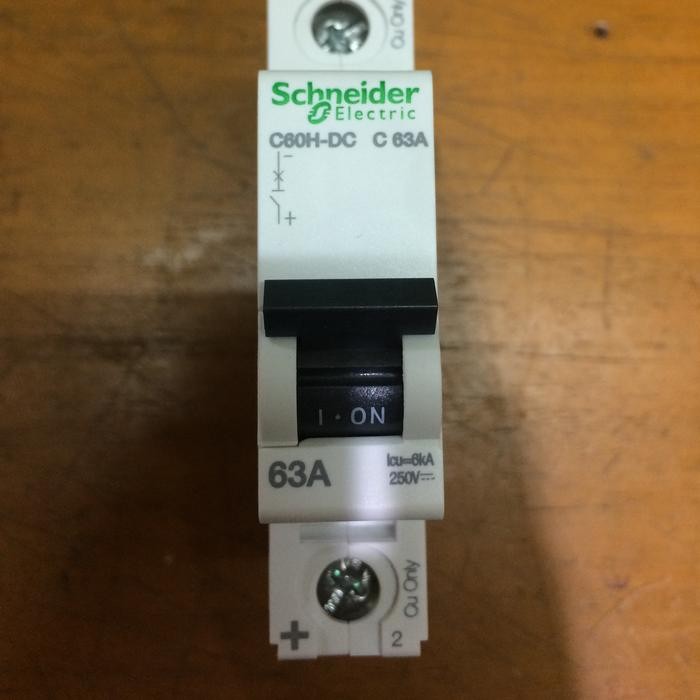 Cu Only
Schneider
Electric
C60H-DC C 63A
-
+
I · ON
63A
Icu=6kA
250V⎓
Cu Only
+
2